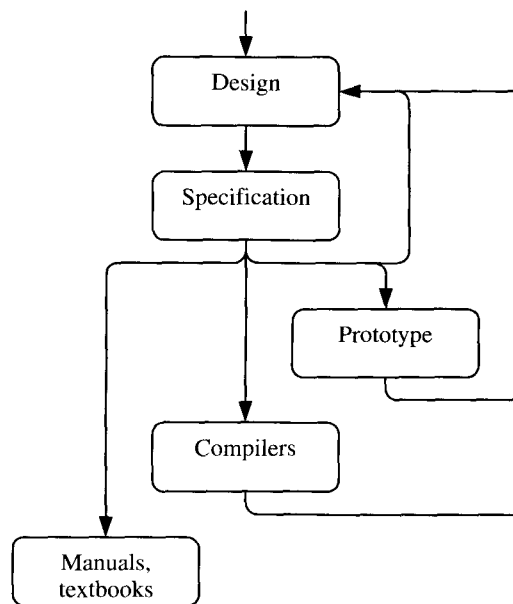 Design
Specification
Prototype
Compilers
Manuals,
textbooks